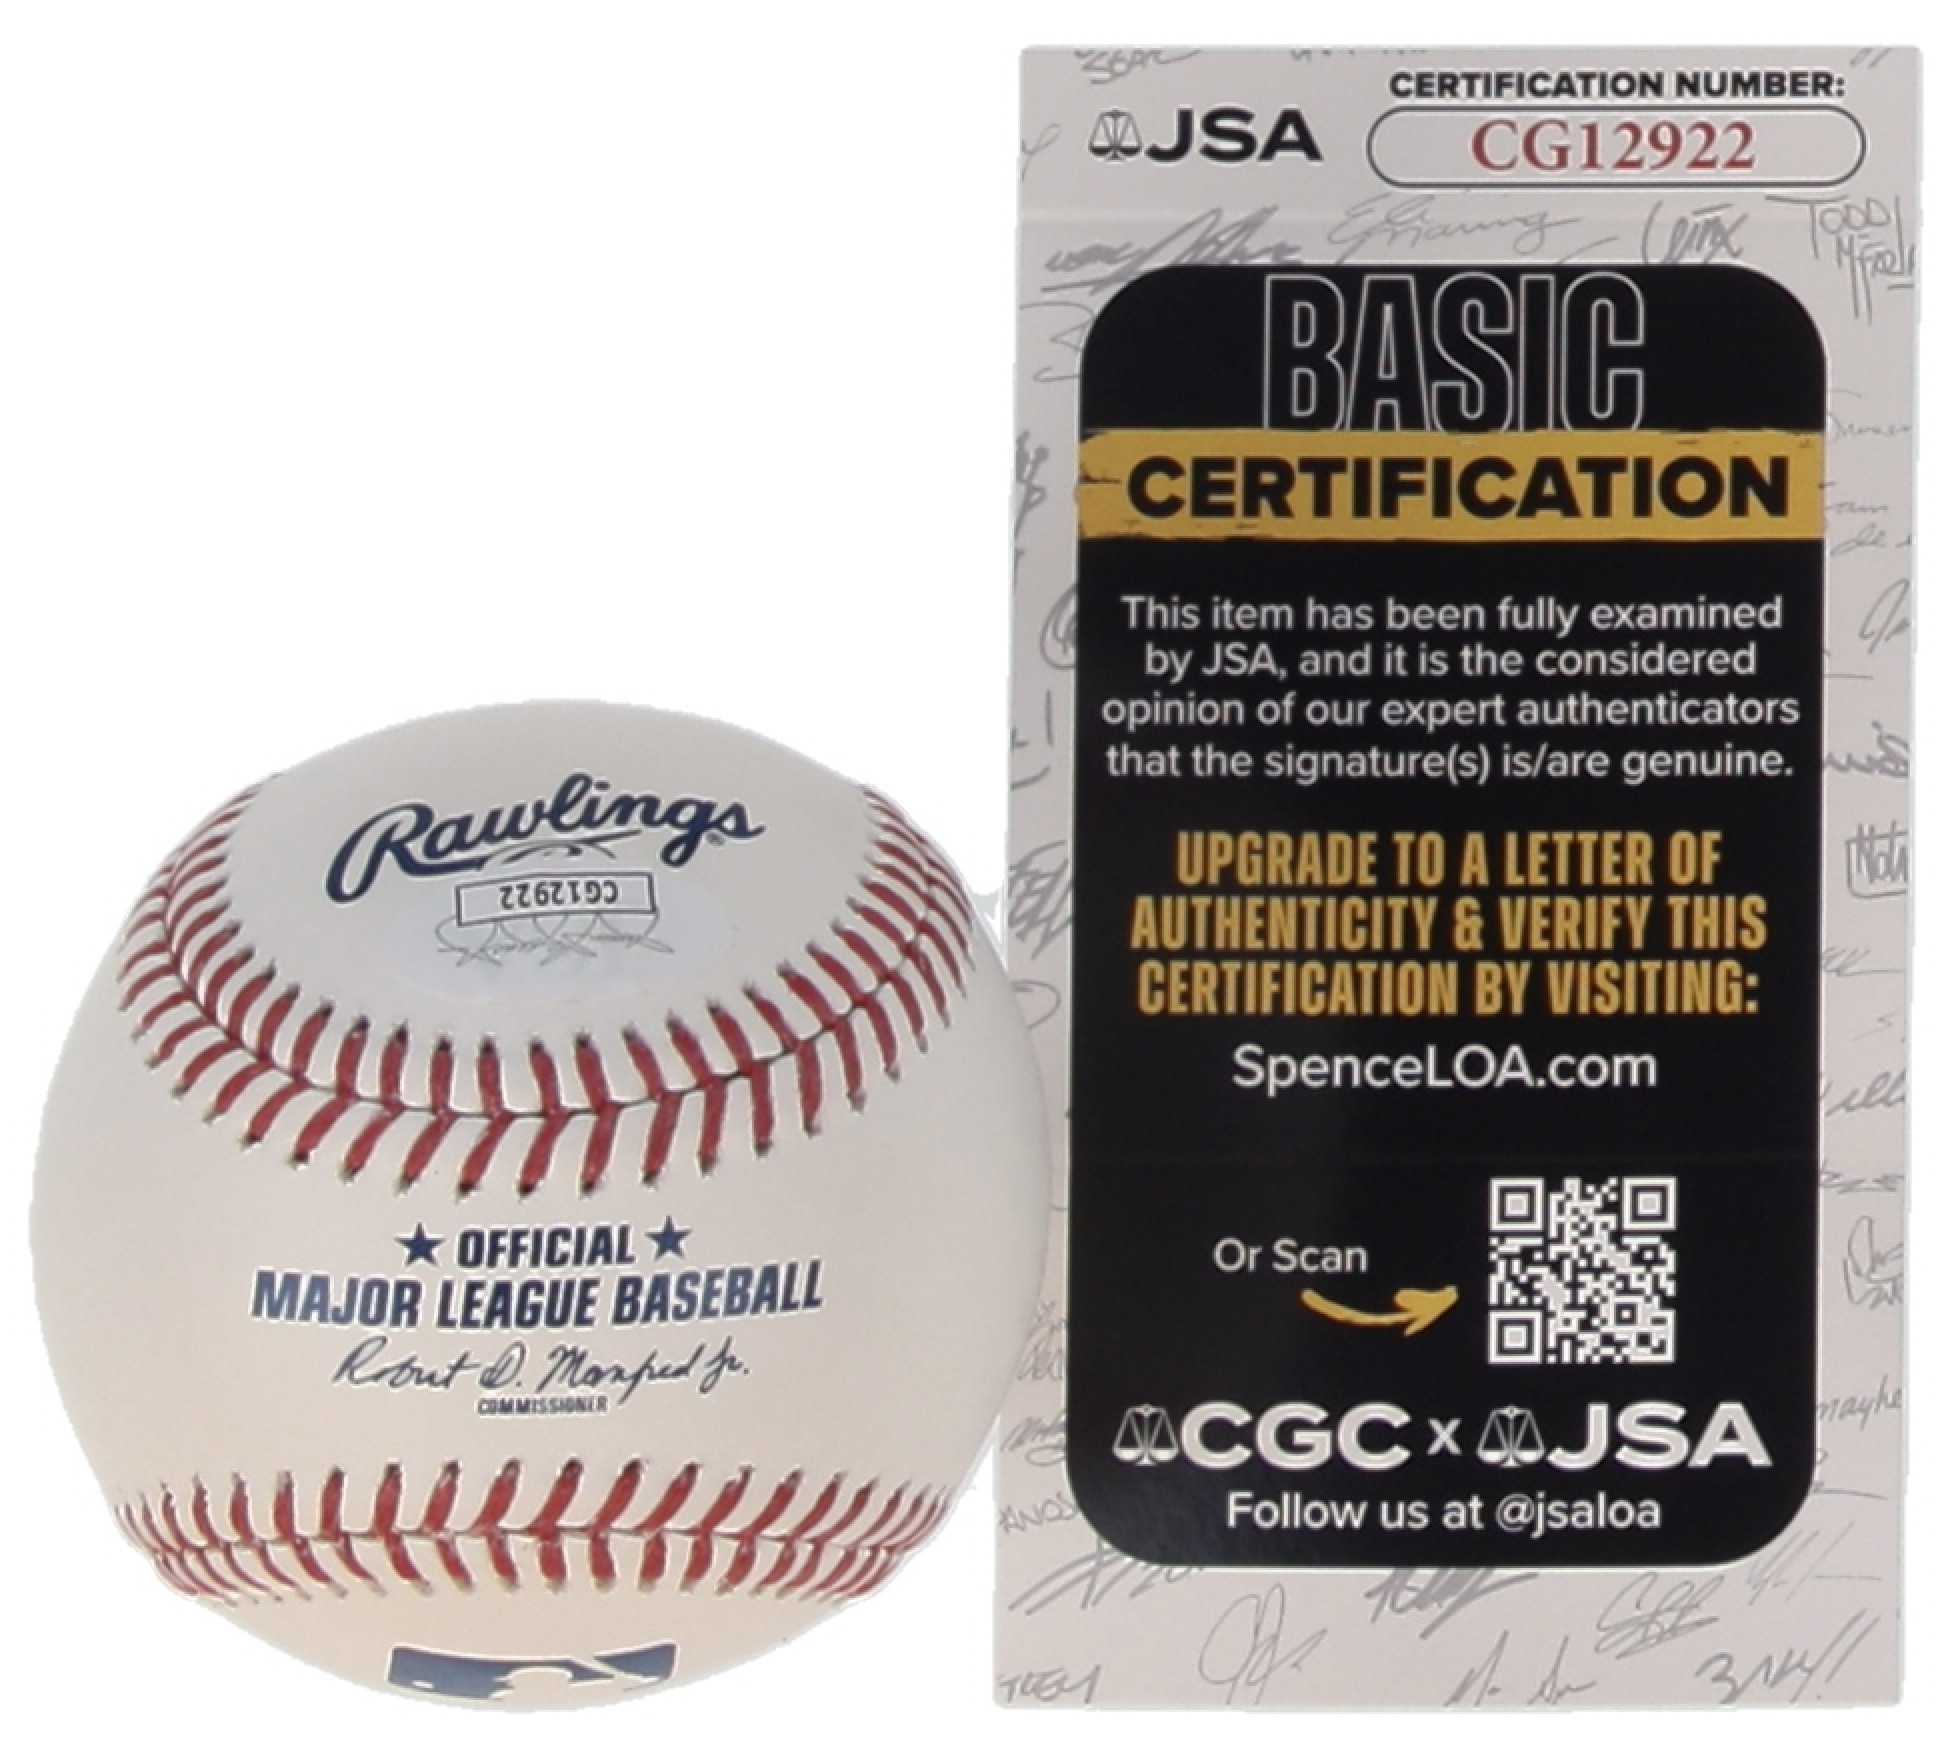 JSA
CERTIFICATION NUMBER:
CG12922
BASIC
CERTIFICATION
This item has been fully examined
by JSA, and it is the considered
opinion of our expert authenticators
that the signature(s) is/are genuine.
UPGRADE TO A LETTER OF
AUTHENTICITY & VERIFY THIS
CERTIFICATION BY VISITING:
SpenceLOA.com
Or Scan
CGC x JSA
Follow us at @jsaloa
Rawlings
CG12922
OFFICIAL
MAJOR LEAGUE BASEBALL
Robert D. Manfred Jr.
COMMISSIONER